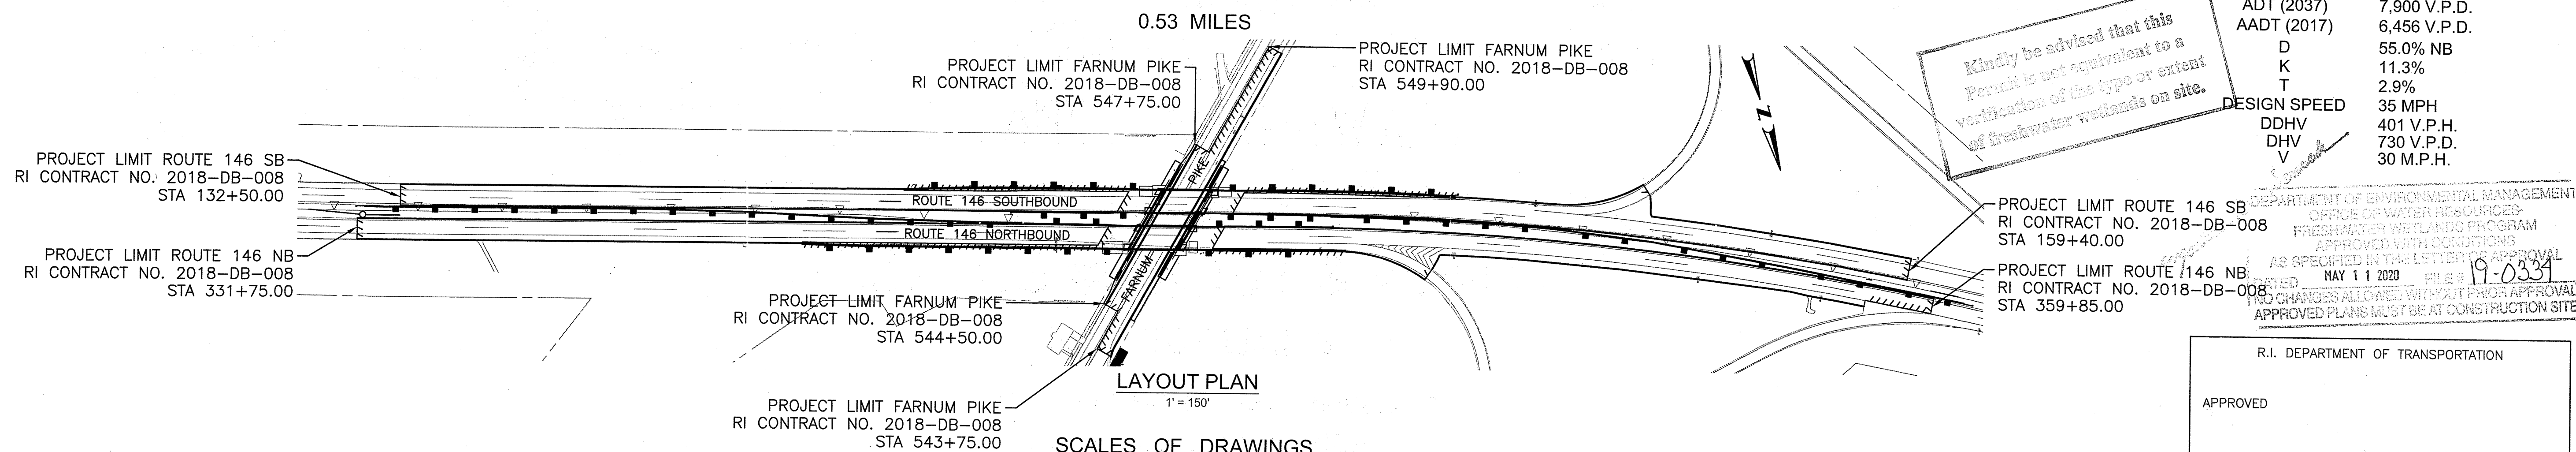 0.53 MILES
PROJECT LIMIT FARNUM PIKE
RI CONTRACT NO. 2018-DB-008
STA 547+75.00
PROJECT LIMIT FARNUM PIKE
RI CONTRACT NO. 2018-DB-008
STA 549+90.00
Kindly be advised that this
Permit is not equivalent to a
verification of the type or extent
of freshwater wetlands on site.
ADT (2037) 7,900 V.P.D.
AADT (2017) 6,456 V.P.D.
D 55.0% NB
K 11.3%
T 2.9%
DESIGN SPEED 35 MPH
DDHV 401 V.P.H.
DHV 730 V.P.D.
V 30 M.P.H.
PROJECT LIMIT ROUTE 146 SB
RI CONTRACT NO. 2018-DB-008
STA 132+50.00
PROJECT LIMIT ROUTE 146 NB
RI CONTRACT NO. 2018-DB-008
STA 331+75.00
ROUTE 146 SOUTHBOUND
ROUTE 146 NORTHBOUND
PIKE
FARNUM
N
PROJECT LIMIT ROUTE 146 SB
RI CONTRACT NO. 2018-DB-008
STA 159+40.00
PROJECT LIMIT ROUTE 146 NB
RI CONTRACT NO. 2018-DB-008
STA 359+85.00
DEPARTMENT OF ENVIRONMENTAL MANAGEMENT
OFFICE OF WATER RESOURCES
FRESHWATER WETLANDS PROGRAM
APPROVED WITH CONDITIONS
AS SPECIFIED IN THE LETTER OF APPROVAL
DATED MAY 11 2020 FILE # 19-0334
NO CHANGES ALLOWED WITHOUT PRIOR APPROVAL
APPROVED PLANS MUST BE AT CONSTRUCTION SITE
PROJECT LIMIT FARNUM PIKE
RI CONTRACT NO. 2018-DB-008
STA 544+50.00
PROJECT LIMIT FARNUM PIKE
RI CONTRACT NO. 2018-DB-008
STA 543+75.00
LAYOUT PLAN
1' = 150'
SCALES OF DRAWINGS
R.I. DEPARTMENT OF TRANSPORTATION
APPROVED